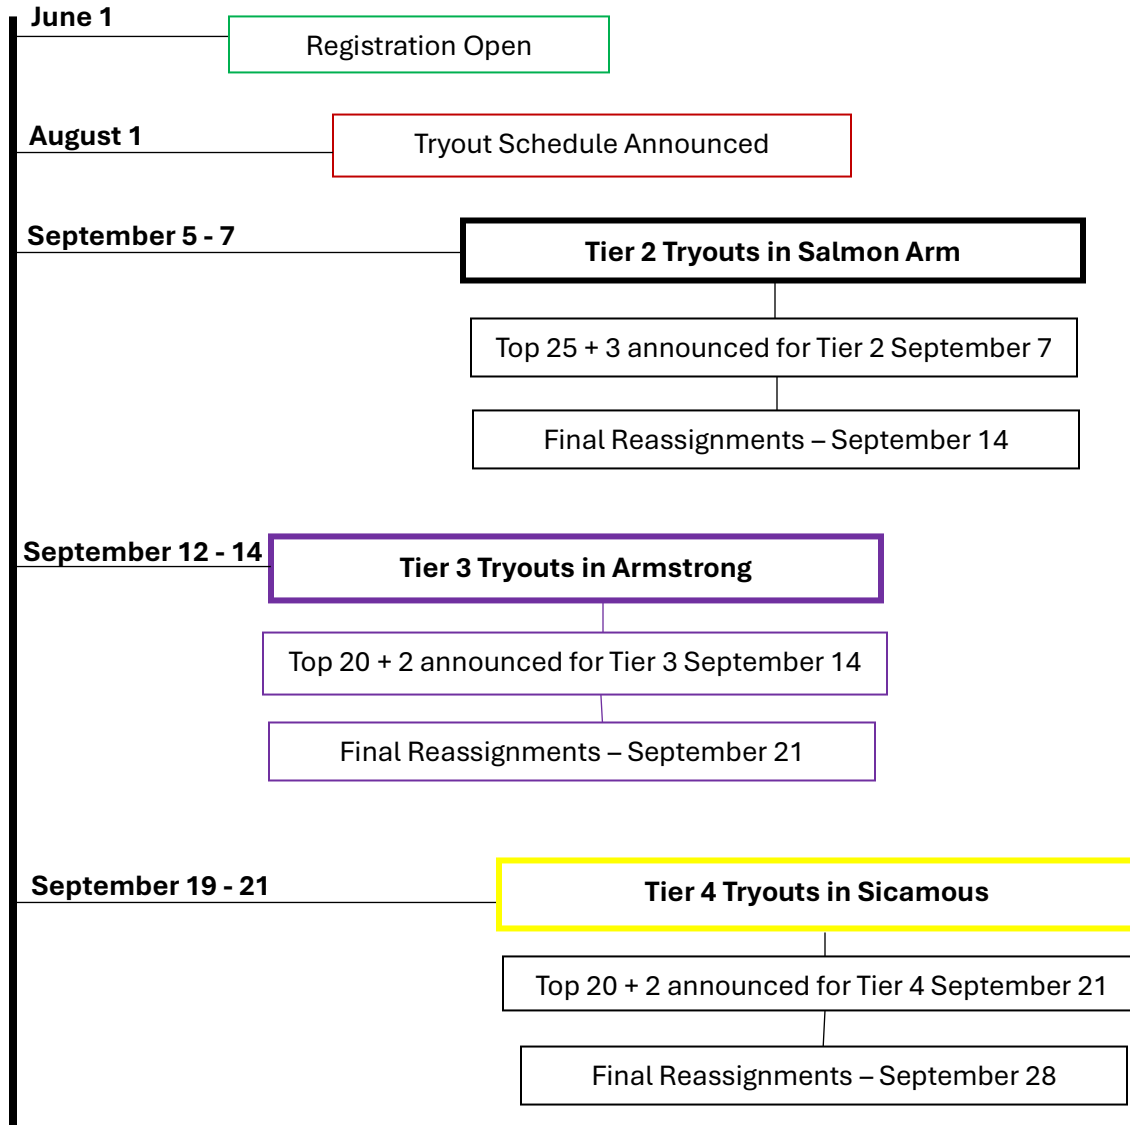 June 1
Registration Open
August 1
Tryout Schedule Announced
September 5 - 7
Tier 2 Tryouts in Salmon Arm
Top 25 + 3 announced for Tier 2 September 7
Final Reassignments – September 14
September 12 - 14
Tier 3 Tryouts in Armstrong
Top 20 + 2 announced for Tier 3 September 14
Final Reassignments – September 21
September 19 - 21
Tier 4 Tryouts in Sicamous
Top 20 + 2 announced for Tier 4 September 21
Final Reassignments – September 28